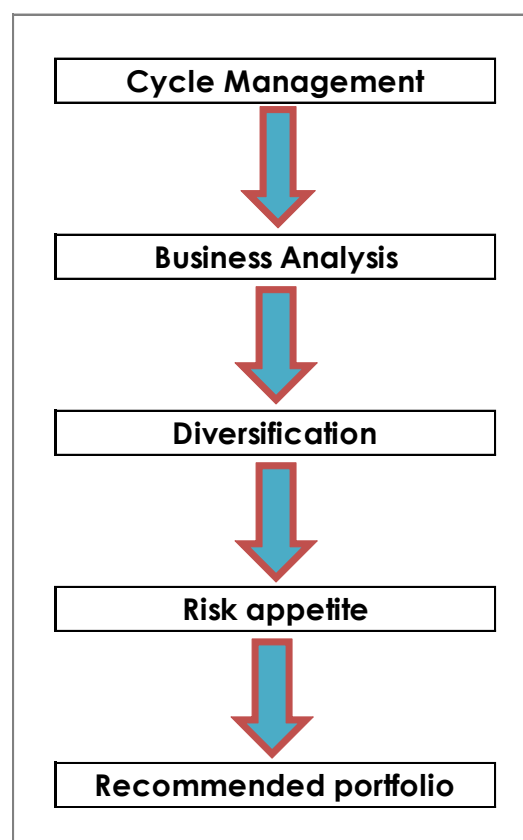 Cycle Management
Business Analysis
Diversification
Risk appetite
Recommended portfolio